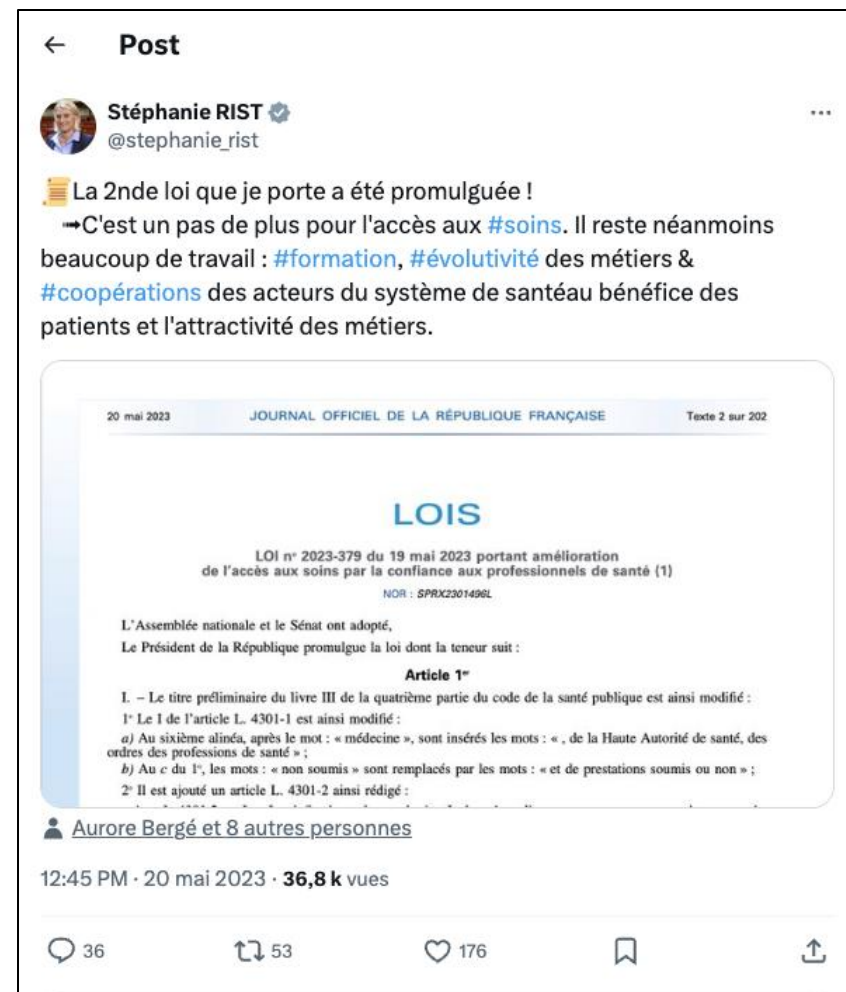 Post
Stéphanie RIST
@stephanie_rist
La 2nde loi que je porte a été promulguée !
➟C'est un pas de plus pour l'accès aux #soins. Il reste néanmoins
beaucoup de travail : #formation, #évolutivité des métiers &
#coopérations des acteurs du système de santéau bénéfice des
patients et l'attractivité des métiers.
20 mai 2023 JOURNAL OFFICIEL DE LA RÉPUBLIQUE FRANÇAISE Texte 2 sur 202
LOIS
LOI nᵒ 2023-379 du 19 mai 2023 portant amélioration
de l'accès aux soins par la confiance aux professionnels de santé (1)
NOR : SPRX2301496L
L'Assemblée nationale et le Sénat ont adopté,
Le Président de la République promulgue la loi dont la teneur suit :
Article 1ᵉʳ
I. – Le titre préliminaire du livre III de la quatrième partie du code de la santé publique est ainsi modifié :
1ᵒ Le I de l'article L. 4301-1 est ainsi modifié :
a) Au sixième alinéa, après le mot : « médecine », sont insérés les mots : « , de la Haute Autorité de santé, des
ordres des professions de santé » ;
b) Au c du 1ᵒ, les mots : « non soumis » sont remplacés par les mots : « et de prestations soumis ou non » ;
2ᵒ Il est ajouté un article L. 4301-2 ainsi rédigé :
Aurore Bergé et 8 autres personnes
12:45 PM · 20 mai 2023 · 36,8 k vues
36 53 176